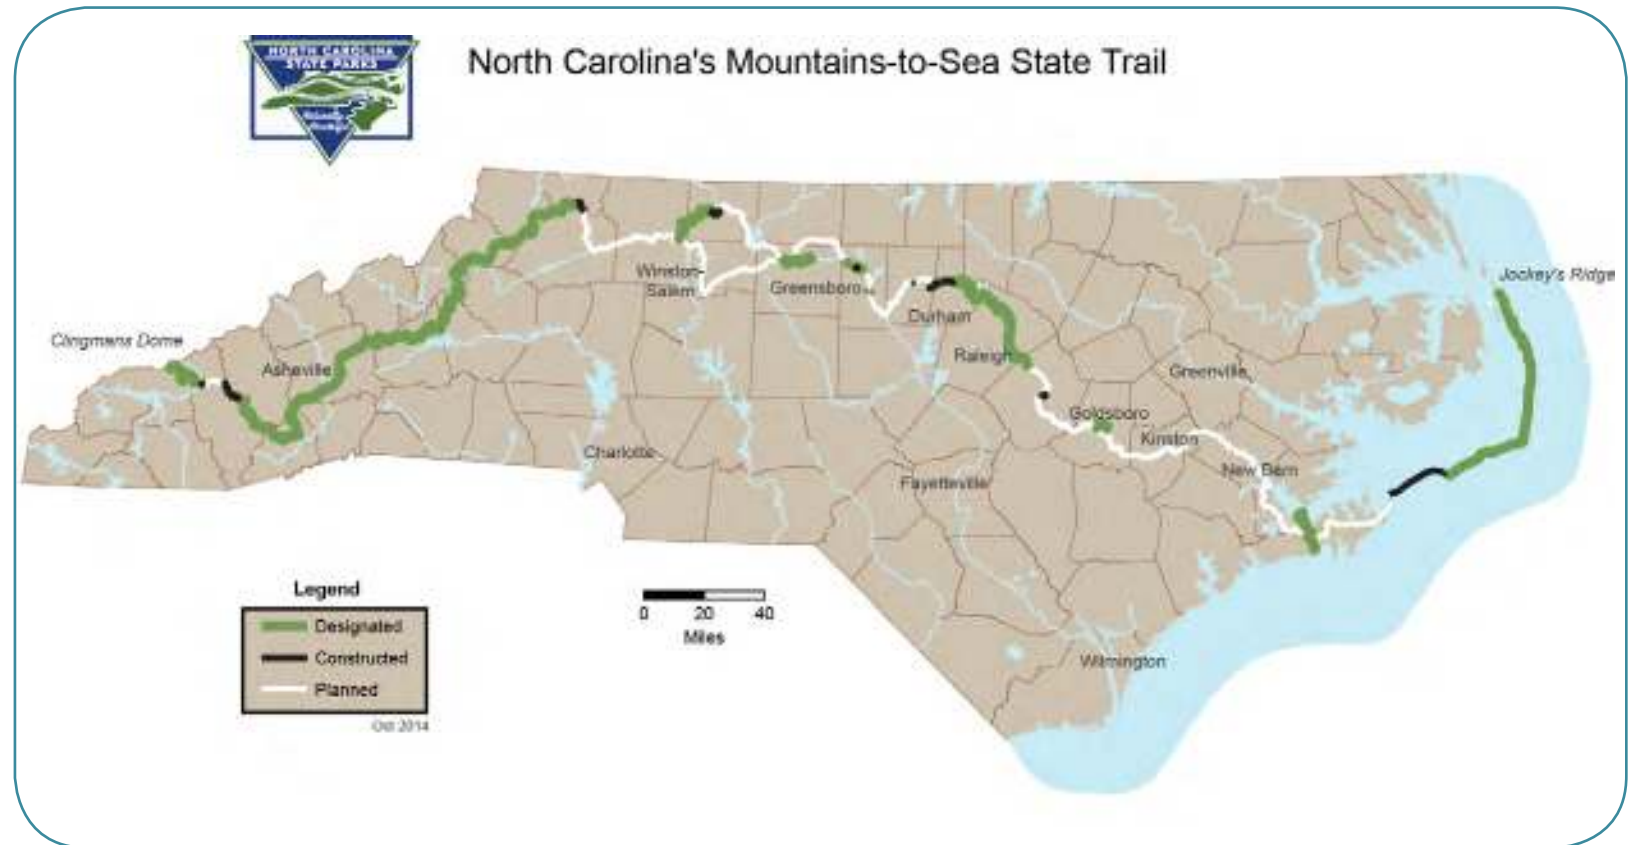 NORTH CAROLINA
STATE PARKS
North Carolina's Mountains-to-Sea State Trail
Jockey's Ridge
Winston-
Salem
Greensboro
Durham
Clingmans Dome
Asheville
Raleigh
Greenville
Goldsboro
Kinston
Charlotte
New Bern
Fayetteville
Wilmington
Legend
Designated
Constructed
Planned
Oct 2014
0 20 40
Miles